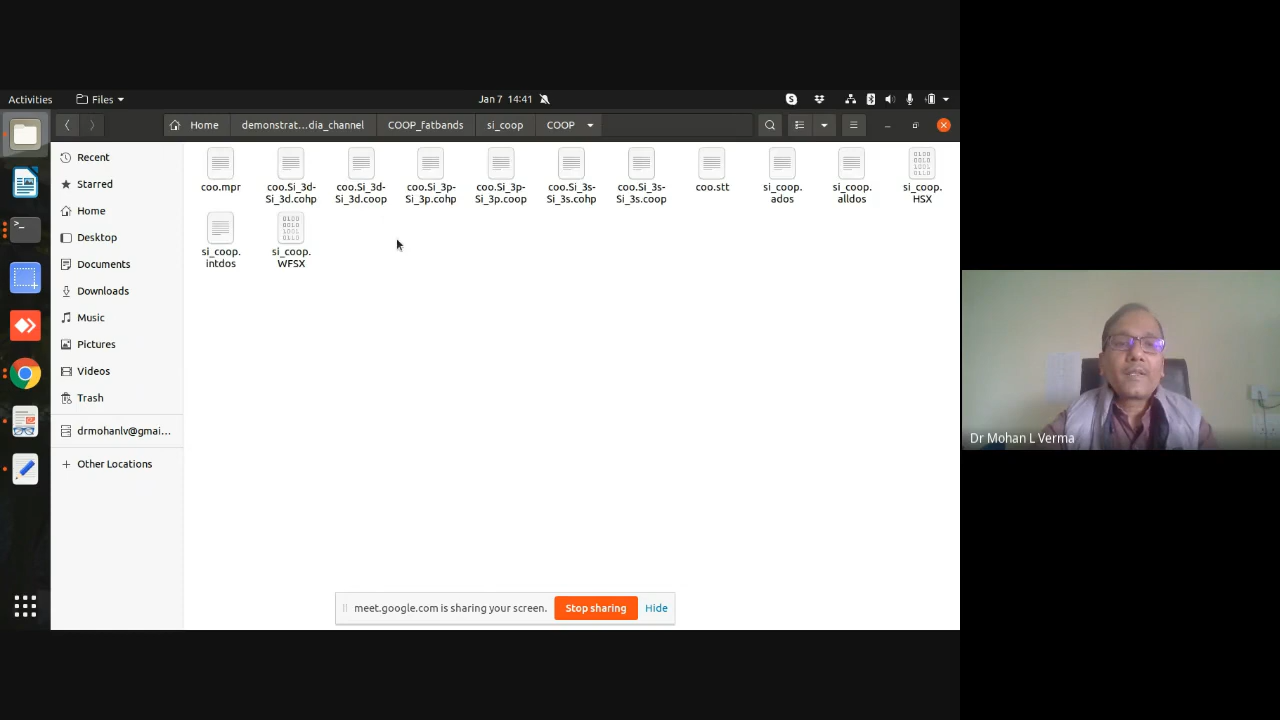 Activities
Files
Jan 7 14:41
Home
demonstrat...dia_channel
COOP_fatbands
si_coop
COOP
Recent
Starred
Home
Desktop
Documents
Downloads
Music
Pictures
Videos
Trash
drmohanlv@gmai...
Other Locations
coo.mpr
coo.Si_3d-
Si_3d.cohp
coo.Si_3d-
Si_3d.coop
coo.Si_3p-
Si_3p.cohp
coo.Si_3p-
Si_3p.coop
coo.Si_3s-
Si_3s.cohp
coo.Si_3s-
Si_3s.coop
coo.stt
si_coop.
ados
si_coop.
alldos
si_coop.
HSX
si_coop.
intdos
si_coop.
WFSX
meet.google.com is sharing your screen.
Stop sharing
Hide
Dr Mohan L Verma